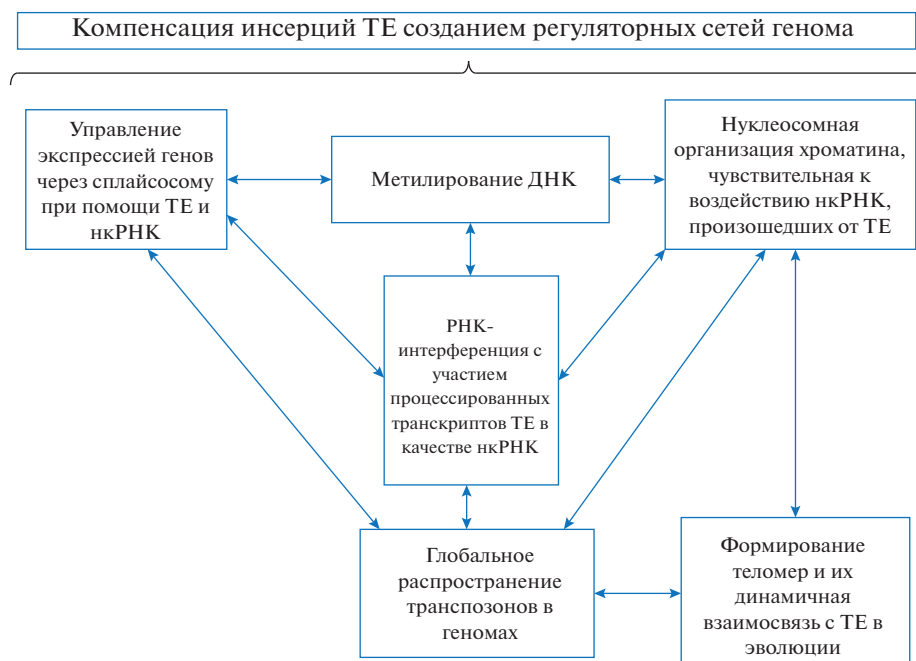 Компенсация инсерций ТЕ созданием регуляторных сетей генома
Управление
экспрессией генов
через сплайсосому
при помощи ТЕ и
нкРНК
Метилирование ДНК
Нуклеосомная
организация хроматина,
чувствительная к
воздействию нкРНК,
произошедших от ТЕ
РНК-
интерференция с
участием
процессированных
транскриптов ТЕ в
качестве нкРНК
Глобальное
распространение
транспозонов в
геномах
Формирование
теломер и их
динамичная
взаимосвязь с ТЕ в
эволюции